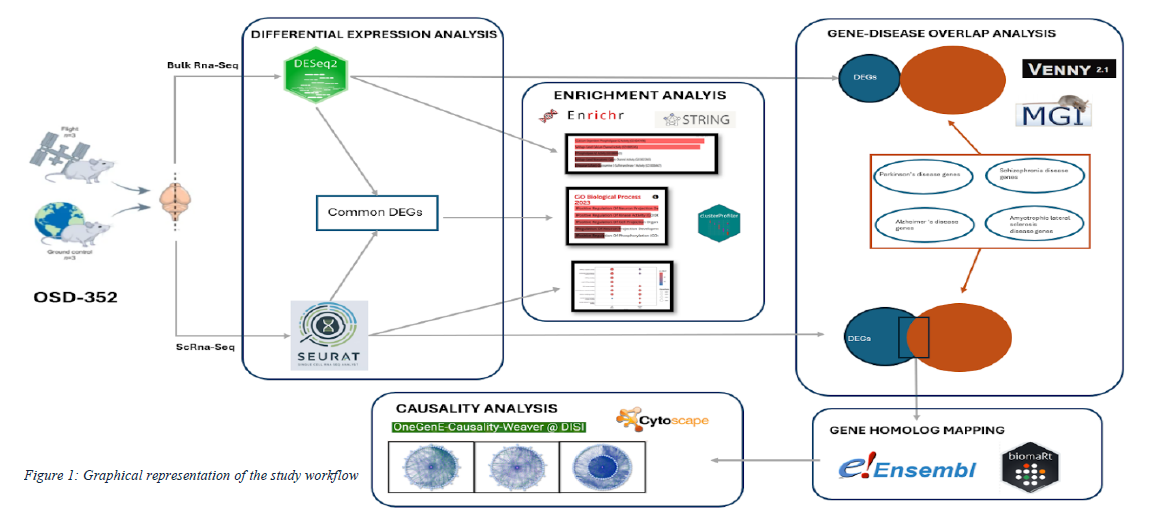 DIFFERENTIAL EXPRESSION ANALYSIS
GENE-DISEASE OVERLAP ANALYSIS
Bulk Rna-Seq
DESeq2
DEGs
VENNY 2.1
MGI
ENRICHMENT ANALYIS
Enrichr
STRING
Flight
n=3
Ground control
n=3
OSD-352
Common DEGs
GO Biological Process
2023
clusterProfiler
Parkinson's disease genes
Schizophrenia disease
genes
Alzheimer's disease
genes
Amyotrophic lateral
sclerosis
disease genes
ScRna-Seq
SEURAT
DEGs
CAUSALITY ANALYSIS
OneGenE-Causality-Weaver @ DISI
Cytoscape
GENE HOMOLOG MAPPING
e!Ensembl
biomaRt
Figure 1: Graphical representation of the study workflow